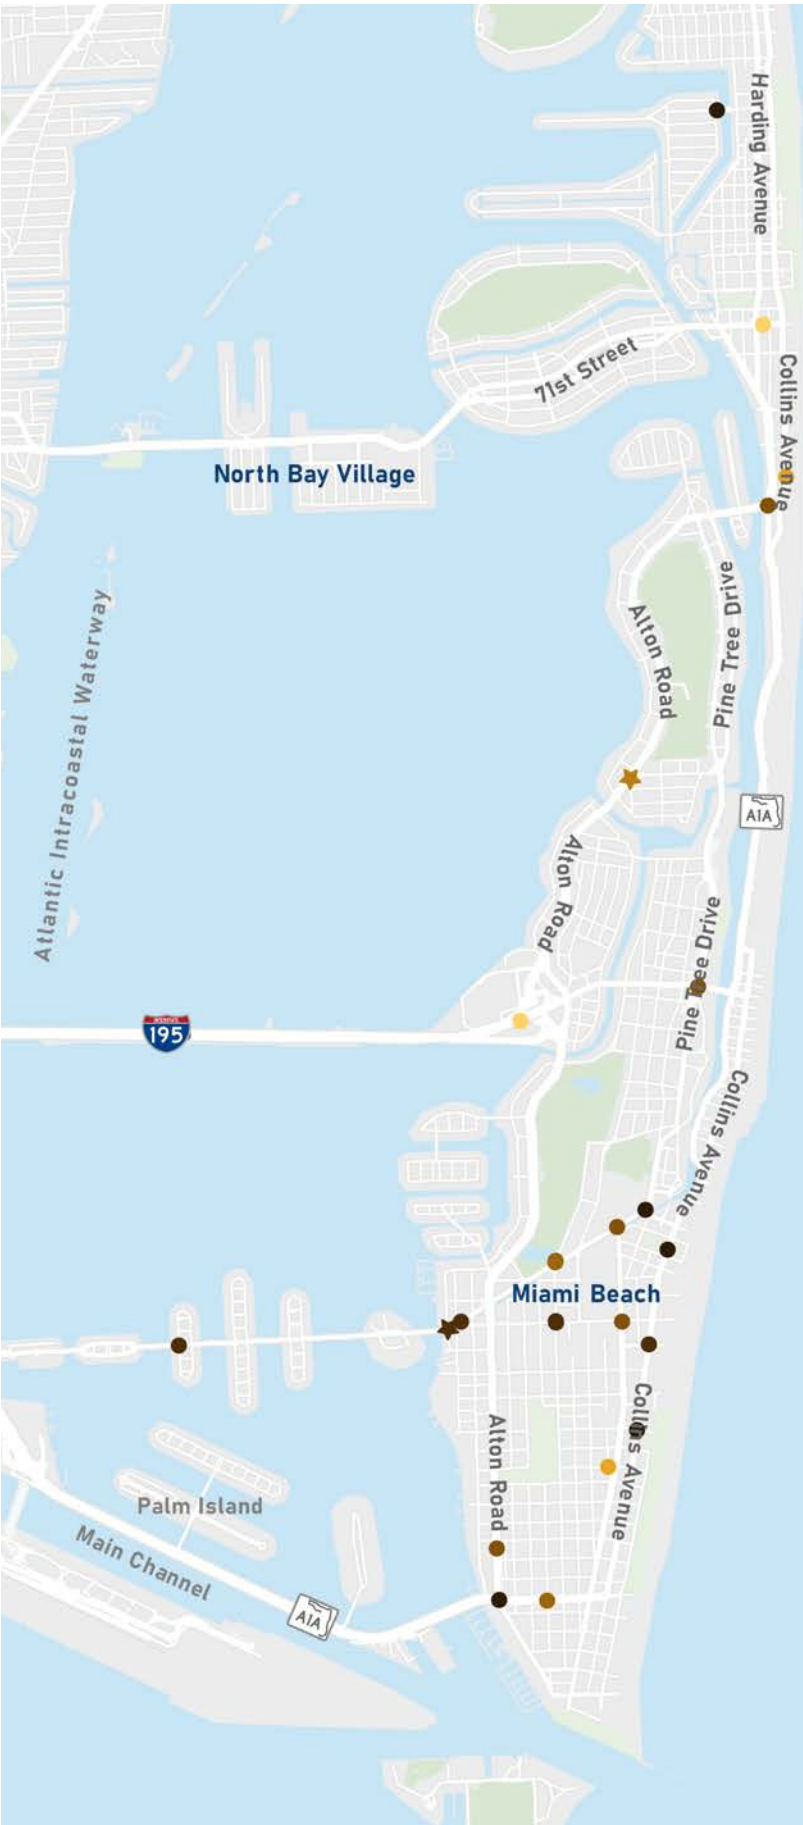 Harding Avenue
71st Street
Collins Avenue
North Bay Village
Pine Tree Drive
Alton Road
Atlantic Intracoastal Waterway
A1A
Alton Road
Pine Tree Drive
195
Collins Avenue
Miami Beach
Collins Avenue
Alton Road
Palm Island
Main Channel
A1A